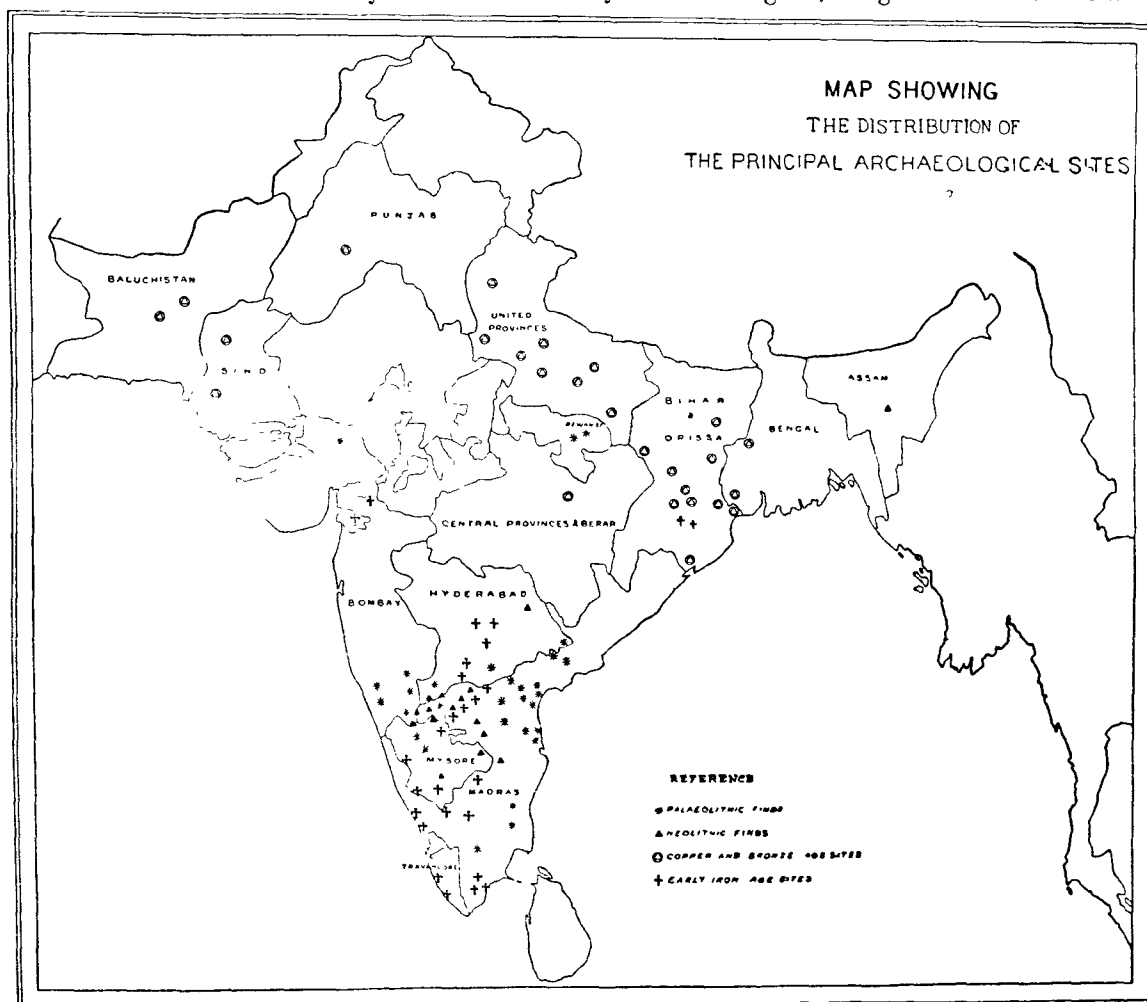 MAP SHOWING
THE DISTRIBUTION OF
THE PRINCIPAL ARCHAEOLOGICAL SITES
PUNJAB
BALUCHISTAN
UNITED
PROVINCES
SIND
ASSAM
BIHAR
ORISSA
BENGAL
CENTRAL PROVINCES & BERAR
HYDERABAD
BOMBAY
MYSORE
MADRAS
REFERENCE
PALAEOLITHIC FINDS
NEOLITHIC FINDS
COPPER AND BRONZE AGE SITES
EARLY IRON AGE SITES